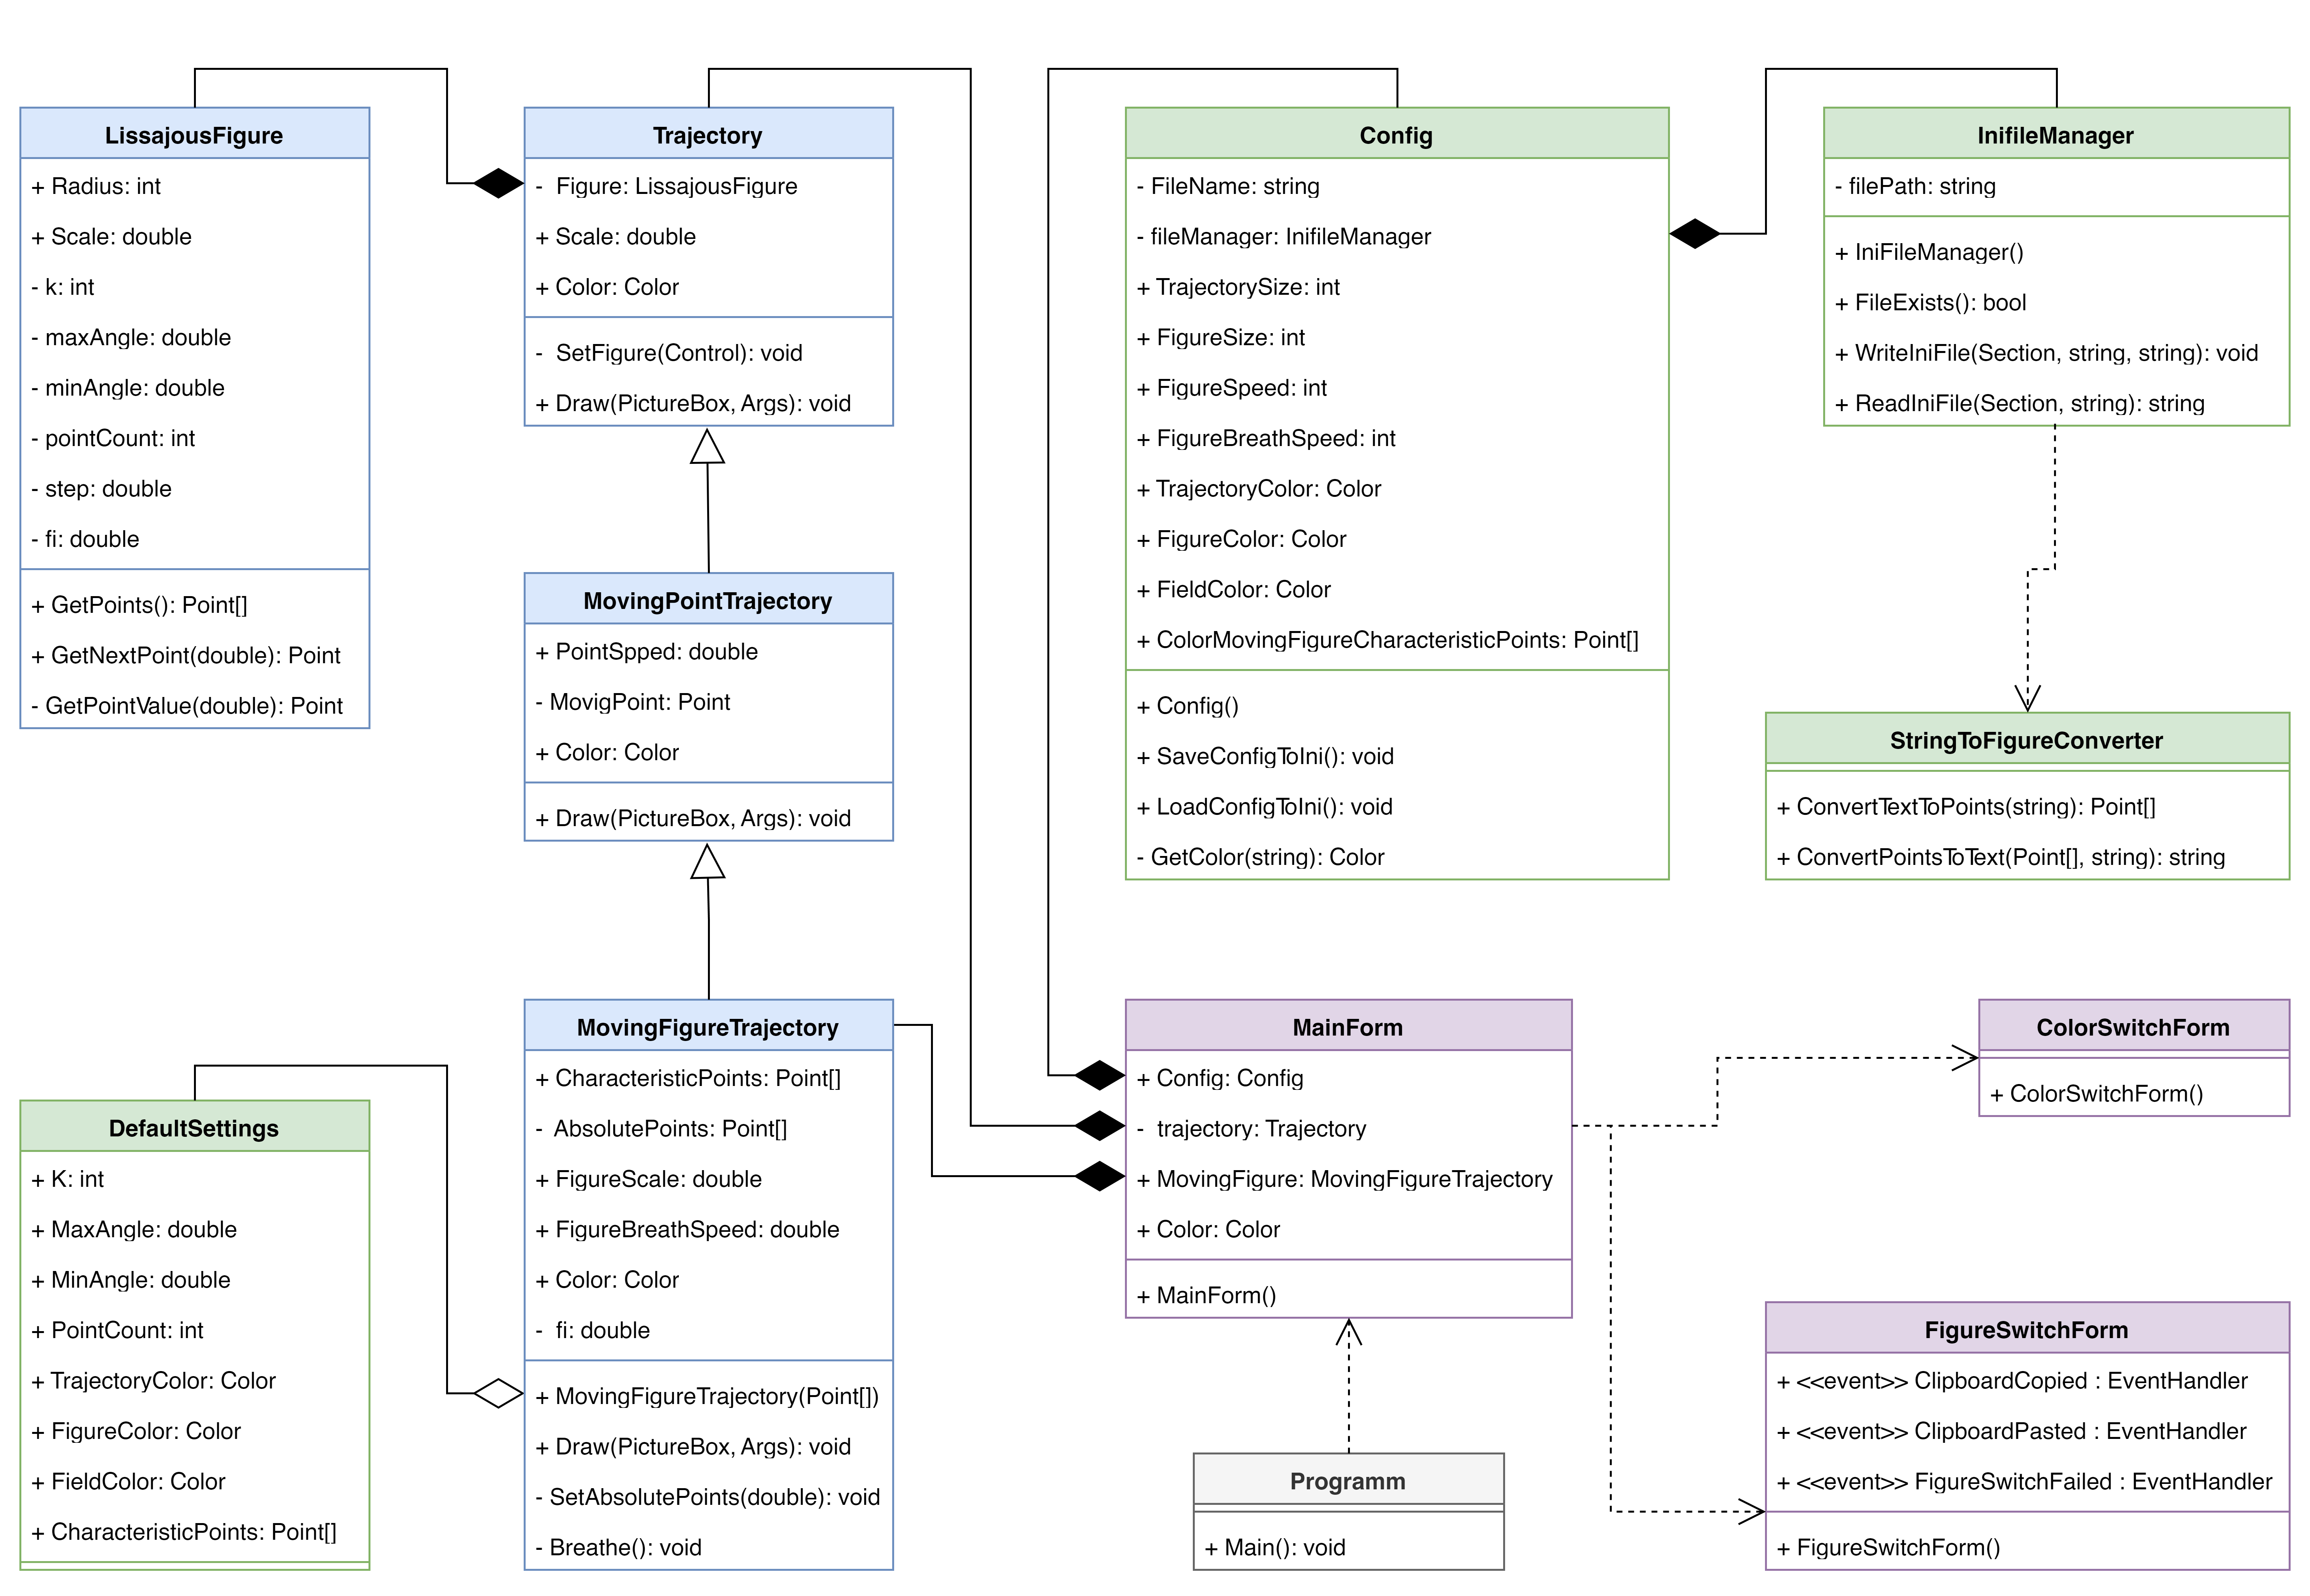 LissajousFigure
+ Radius: int
+ Scale: double
- k: int
- maxAngle: double
- minAngle: double
- pointCount: int
- step: double
- fi: double
+ GetPoints(): Point[]
+ GetNextPoint(double): Point
- GetPointValue(double): Point
Trajectory
- Figure: LissajousFigure
+ Scale: double
+ Color: Color
- SetFigure(Control): void
+ Draw(PictureBox, Args): void
MovingPointTrajectory
+ PointSpped: double
- MovigPoint: Point
+ Color: Color
+ Draw(PictureBox, Args): void
Config
- FileName: string
- fileManager: InifileManager
+ TrajectorySize: int
+ FigureSize: int
+ FigureSpeed: int
+ FigureBreathSpeed: int
+ TrajectoryColor: Color
+ FigureColor: Color
+ FieldColor: Color
+ ColorMovingFigureCharacteristicPoints: Point[]
+ Config()
+ SaveConfigToIni(): void
+ LoadConfigToIni(): void
- GetColor(string): Color
InifileManager
- filePath: string
+ IniFileManager()
+ FileExists(): bool
+ WriteIniFile(Section, string, string): void
+ ReadIniFile(Section, string): string
StringToFigureConverter
+ ConvertTextToPoints(string): Point[]
+ ConvertPointsToText(Point[], string): string
DefaultSettings
+ K: int
+ MaxAngle: double
+ MinAngle: double
+ PointCount: int
+ TrajectoryColor: Color
+ FigureColor: Color
+ FieldColor: Color
+ CharacteristicPoints: Point[]
MovingFigureTrajectory
+ CharacteristicPoints: Point[]
- AbsolutePoints: Point[]
+ FigureScale: double
+ FigureBreathSpeed: double
+ Color: Color
- fi: double
+ MovingFigureTrajectory(Point[])
+ Draw(PictureBox, Args): void
- SetAbsolutePoints(double): void
- Breathe(): void
MainForm
+ Config: Config
- trajectory: Trajectory
+ MovingFigure: MovingFigureTrajectory
+ Color: Color
+ MainForm()
Programm
+ Main(): void
ColorSwitchForm
+ ColorSwitchForm()
FigureSwitchForm
+ <<event>> ClipboardCopied : EventHandler
+ <<event>> ClipboardPasted : EventHandler
+ <<event>> FigureSwitchFailed : EventHandler
+ FigureSwitchForm()